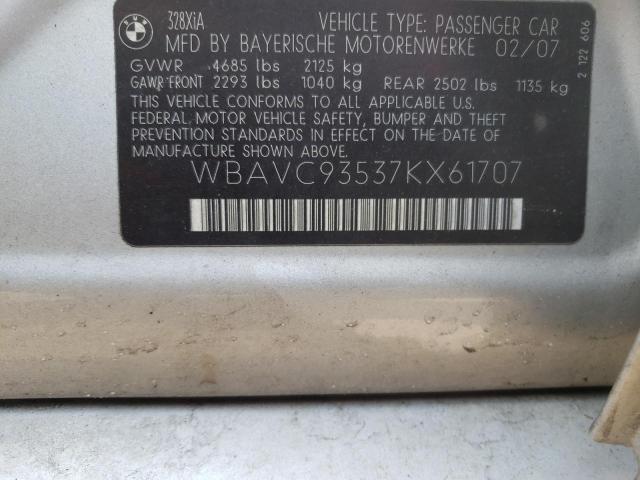 BMW
328XiA
VEHICLE TYPE: PASSENGER CAR
MFD BY BAYERISCHE MOTORENWERKE 02/07
GVWR 4685 lbs 2125 kg
GAWR FRONT 2293 lbs 1040 kg REAR 2502 lbs 1135 kg
THIS VEHICLE CONFORMS TO ALL APPLICABLE U.S.
FEDERAL MOTOR VEHICLE SAFETY, BUMPER AND THEFT
PREVENTION STANDARDS IN EFFECT ON THE DATE OF
MANUFACTURE SHOWN ABOVE.
WBAVC93537KX61707
2 122 606